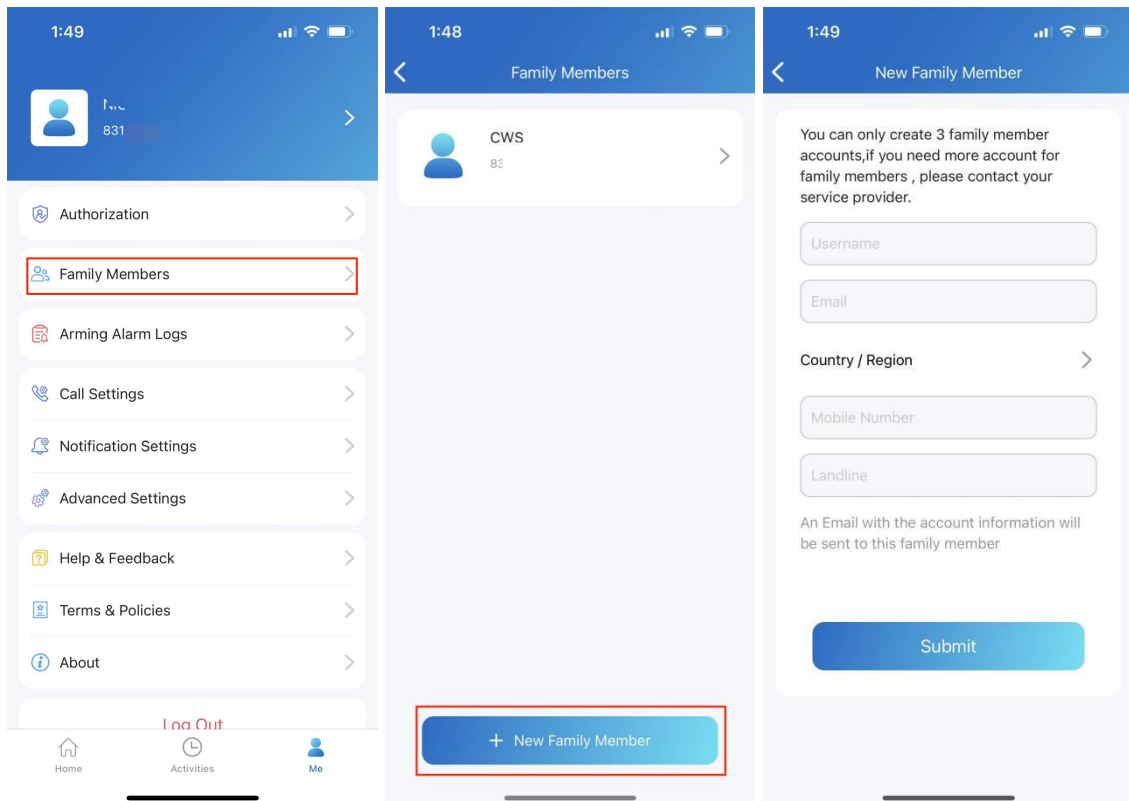 1:49
831
Authorization
Family Members
Arming Alarm Logs
Call Settings
Notification Settings
Advanced Settings
Help & Feedback
Terms & Policies
About
Log Out
Home
Activities
Me
1:48
Family Members
CWS
+ New Family Member
1:49
New Family Member
You can only create 3 family member
accounts,if you need more account for
family members , please contact your
service provider.
Username
Email
Country / Region
Mobile Number
Landline
An Email with the account information will
be sent to this family member
Submit